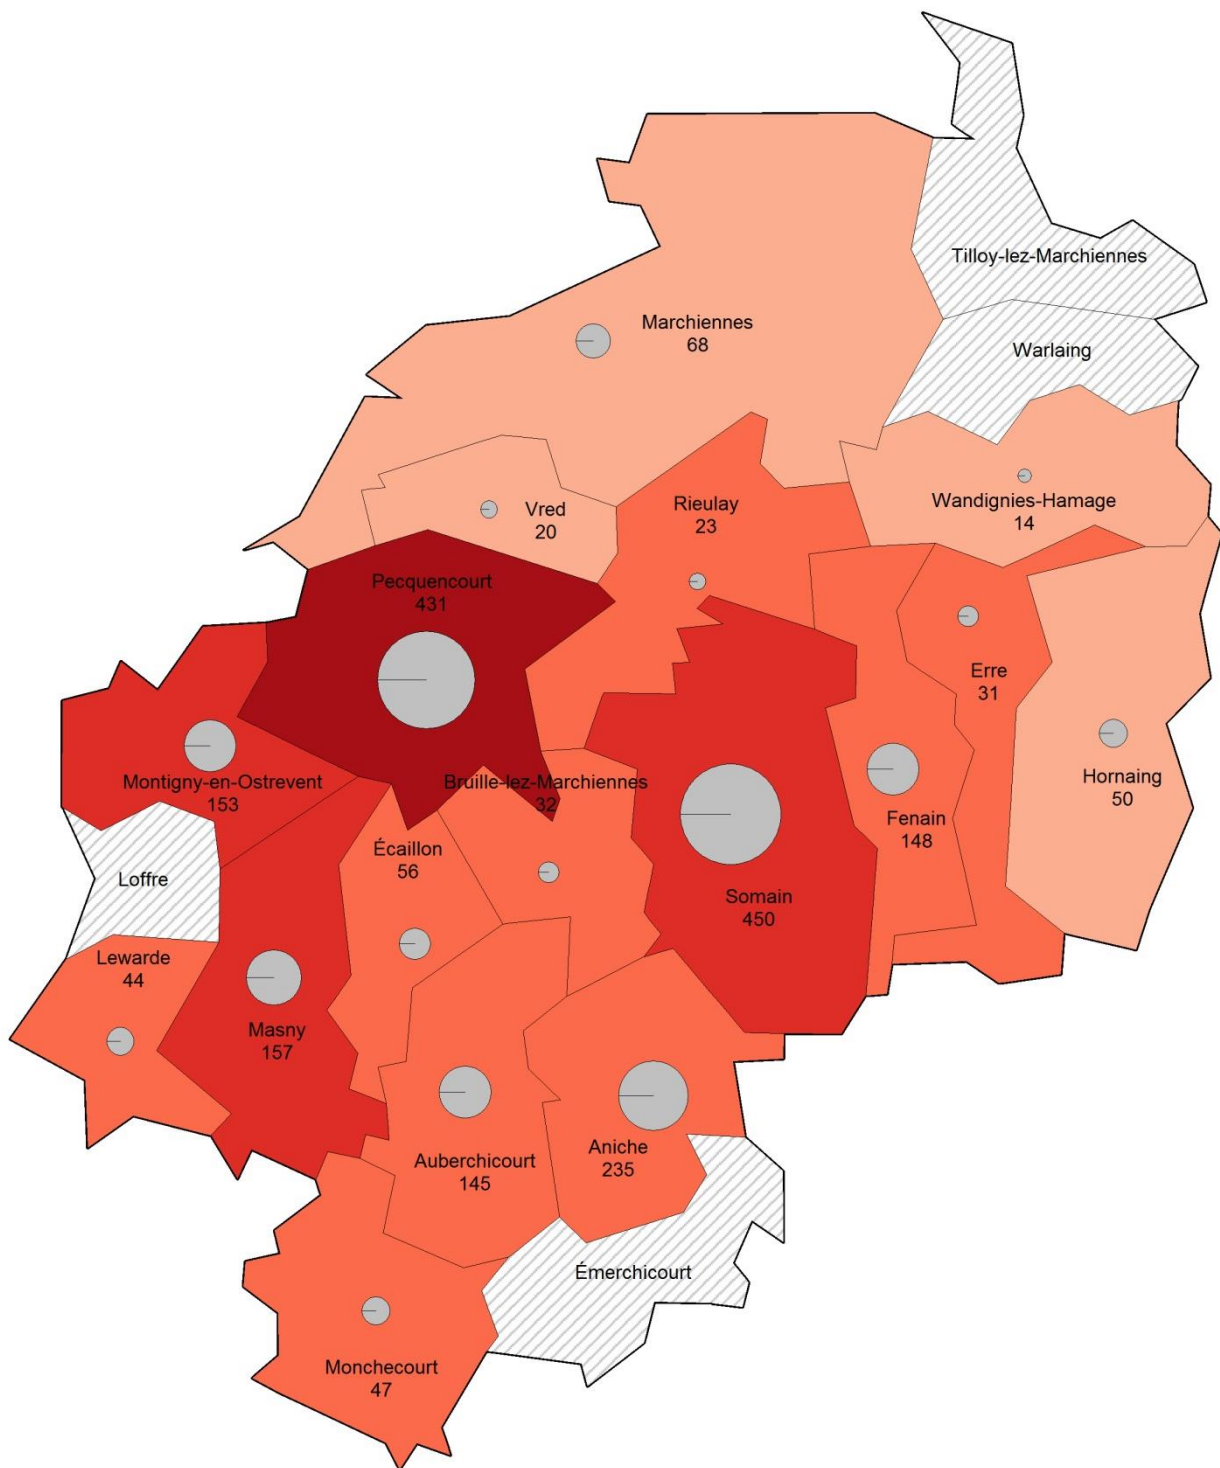 Tilloy-lez-Marchiennes
Marchiennes
68
Warlaing
Wandignies-Hamage
14
Rieulay
23
Vred
20
Pecquencourt
431
Erre
31
Montigny-en-Ostrevent
153
Bruille-lez-Marchiennes
32
Hornaing
50
Fenain
148
Écaillon
56
Loffre
Somain
450
Lewarde
44
Masny
157
Aniche
235
Auberchicourt
145
Émerchicourt
Monchecourt
47